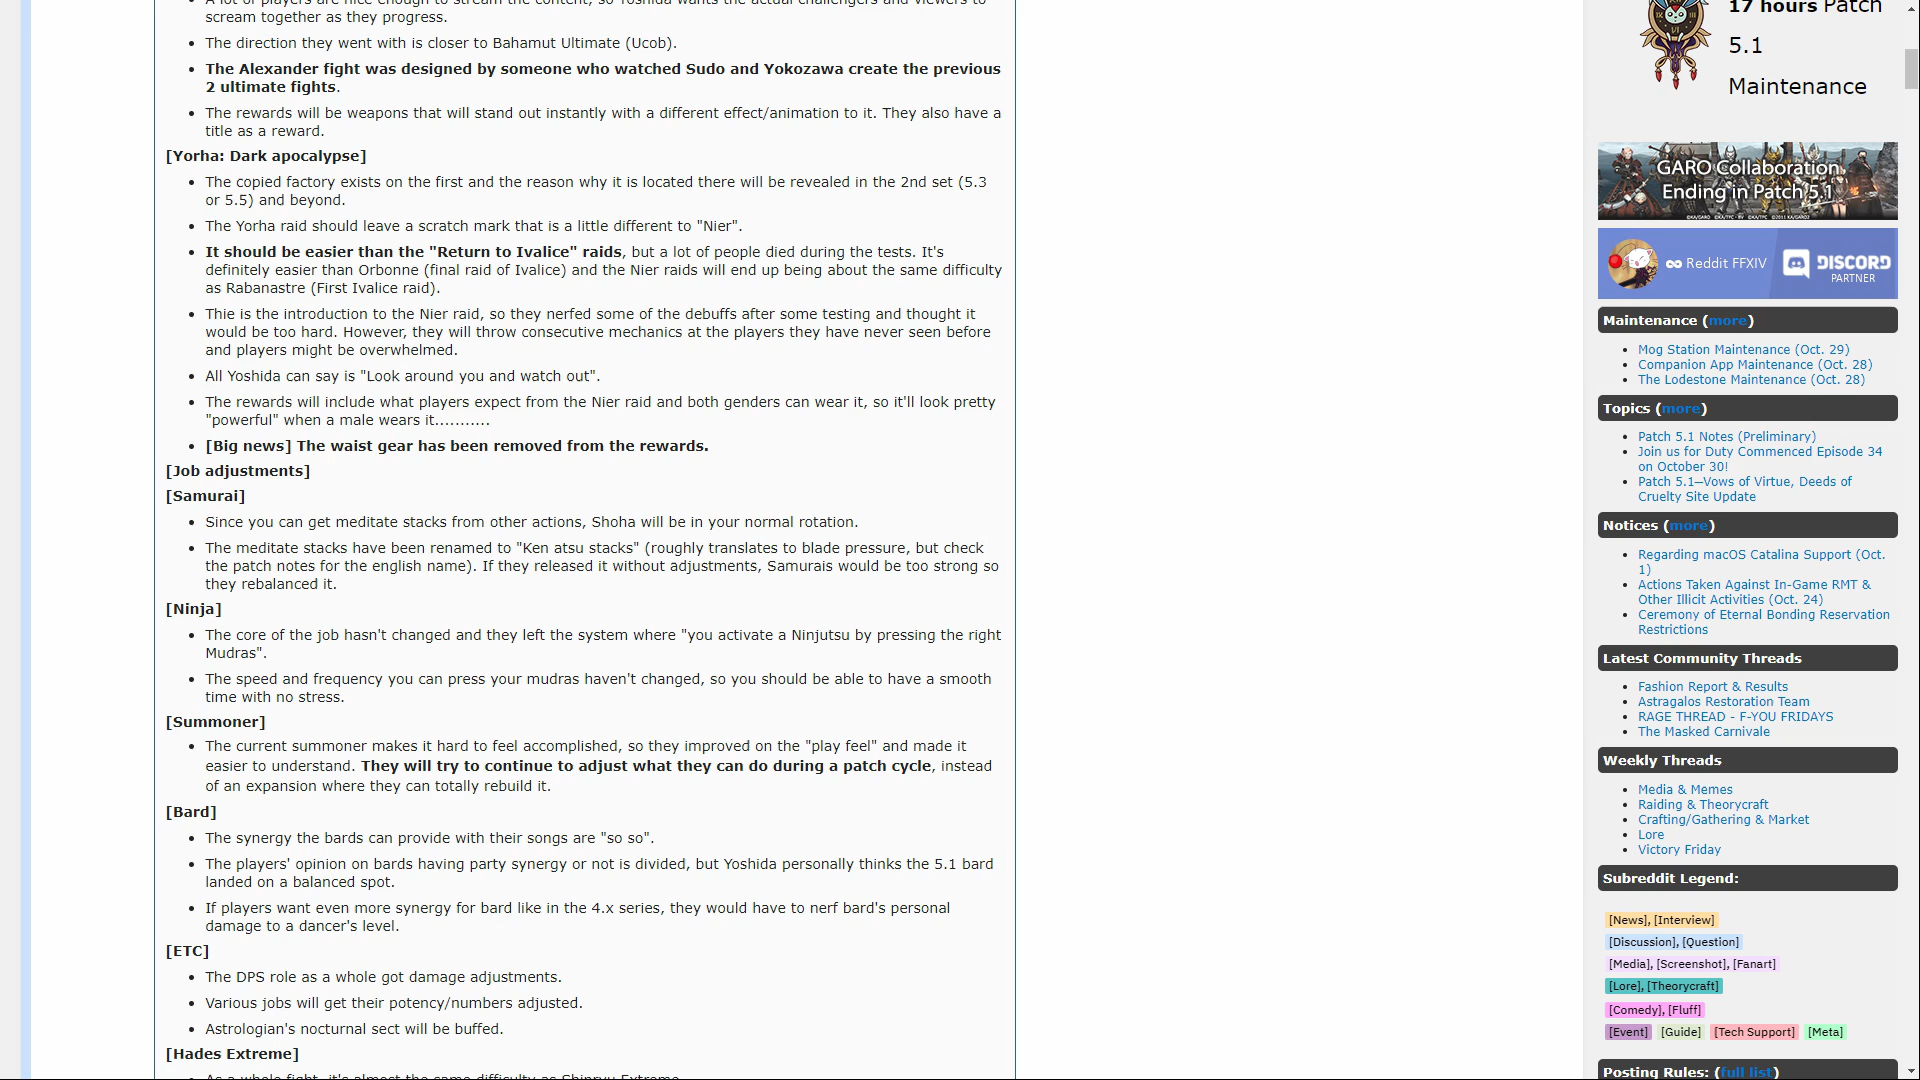 A lot of players are nice enough to stream the content, so Yoshida wants the actual challengers and viewers to
scream together as they progress.
The direction they went with is closer to Bahamut Ultimate (Ucob).
The Alexander fight was designed by someone who watched Sudo and Yokozawa create the previous
2 ultimate fights.
The rewards will be weapons that will stand out instantly with a different effect/animation to it. They also have a
title as a reward.
[Yorha: Dark apocalypse]
The copied factory exists on the first and the reason why it is located there will be revealed in the 2nd set (5.3
or 5.5) and beyond.
The Yorha raid should leave a scratch mark that is a little different to "Nier".
It should be easier than the "Return to Ivalice" raids, but a lot of people died during the tests. It's
definitely easier than Orbonne (final raid of Ivalice) and the Nier raids will end up being about the same difficulty
as Rabanastre (First Ivalice raid).
Thie is the introduction to the Nier raid, so they nerfed some of the debuffs after some testing and thought it
would be too hard. However, they will throw consecutive mechanics at the players they have never seen before
and players might be overwhelmed.
All Yoshida can say is "Look around you and watch out".
The rewards will include what players expect from the Nier raid and both genders can wear it, so it'll look pretty
"powerful" when a male wears it...........
[Big news] The waist gear has been removed from the rewards.
[Job adjustments]
[Samurai]
Since you can get meditate stacks from other actions, Shoha will be in your normal rotation.
The meditate stacks have been renamed to "Ken atsu stacks" (roughly translates to blade pressure, but check
the patch notes for the english name). If they released it without adjustments, Samurais would be too strong so
they rebalanced it.
[Ninja]
The core of the job hasn't changed and they left the system where "you activate a Ninjutsu by pressing the right
Mudras".
The speed and frequency you can press your mudras haven't changed, so you should be able to have a smooth
time with no stress.
[Summoner]
The current summoner makes it hard to feel accomplished, so they improved on the "play feel" and made it
easier to understand. They will try to continue to adjust what they can do during a patch cycle, instead
of an expansion where they can totally rebuild it.
[Bard]
The synergy the bards can provide with their songs are "so so".
The players' opinion on bards having party synergy or not is divided, but Yoshida personally thinks the 5.1 bard
landed on a balanced spot.
If players want even more synergy for bard like in the 4.x series, they would have to nerf bard's personal
damage to a dancer's level.
[ETC]
The DPS role as a whole got damage adjustments.
Various jobs will get their potency/numbers adjusted.
Astrologian's nocturnal sect will be buffed.
[Hades Extreme]
As a whole fight, it's almost the same difficulty as Shinryu Extreme.
17 hours Patch
5.1
Maintenance
GARO Collaboration
Ending in Patch 5.1
Reddit FFXIV
DISCORD
PARTNER
Maintenance (more)
Mog Station Maintenance (Oct. 29)
Companion App Maintenance (Oct. 28)
The Lodestone Maintenance (Oct. 28)
Topics (more)
Patch 5.1 Notes (Preliminary)
Join us for Duty Commenced Episode 34
on October 30!
Patch 5.1—Vows of Virtue, Deeds of
Cruelty Site Update
Notices (more)
Regarding macOS Catalina Support (Oct.
1)
Actions Taken Against In-Game RMT &
Other Illicit Activities (Oct. 24)
Ceremony of Eternal Bonding Reservation
Restrictions
Latest Community Threads
Fashion Report & Results
Astragalos Restoration Team
RAGE THREAD - F-YOU FRIDAYS
The Masked Carnivale
Weekly Threads
Media & Memes
Raiding & Theorycraft
Crafting/Gathering & Market
Lore
Victory Friday
Subreddit Legend:
[News], [Interview]
[Discussion], [Question]
[Media], [Screenshot], [Fanart]
[Lore], [Theorycraft]
[Comedy], [Fluff]
[Event] [Guide] [Tech Support] [Meta]
Posting Rules: (full list)